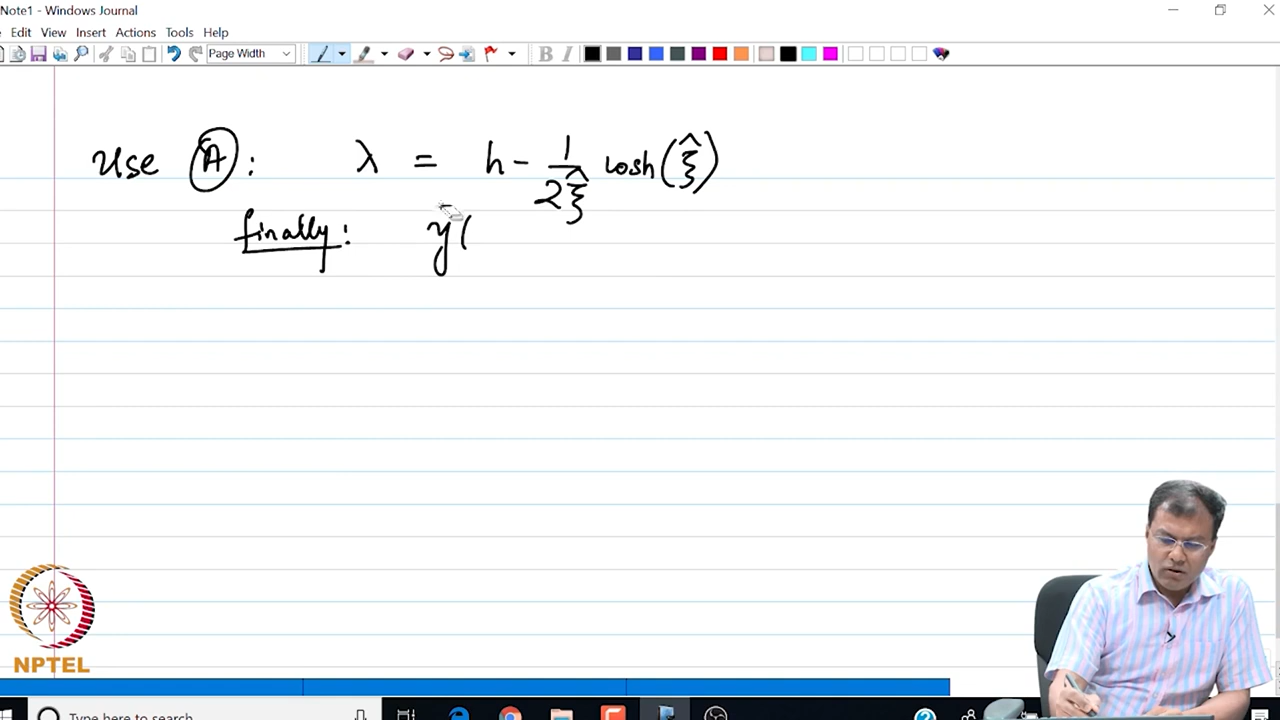 Note1 - Windows Journal
Edit View Insert Actions Tools Help
Page Width B I
Use (A): λ = h - 1/(2ξ̂) cosh(ξ̂)
finally: y(
NPTEL
Type here to search